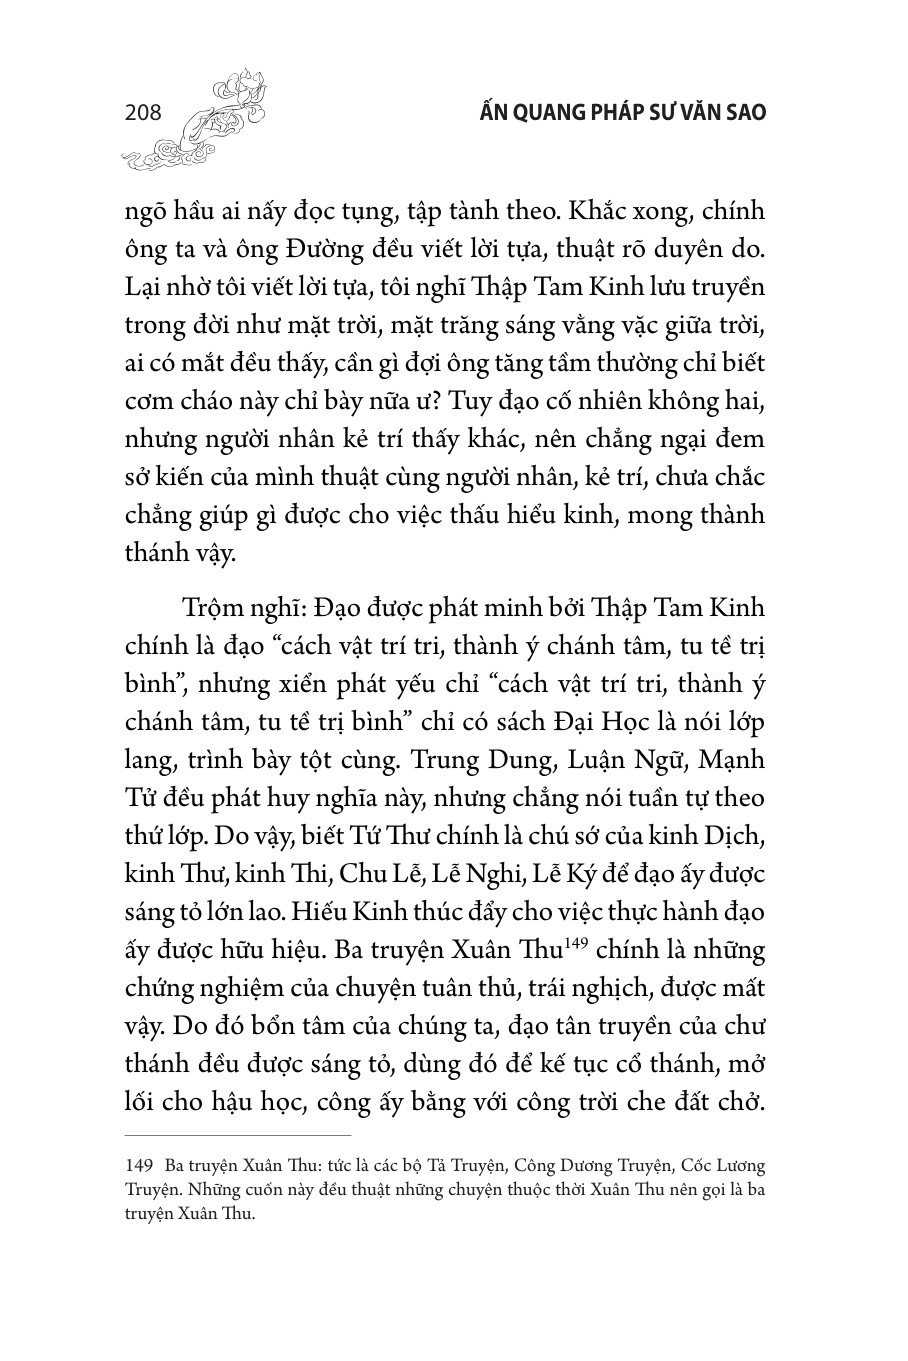 208
ẤN QUANG PHÁP SƯ VĂN SAO
ngõ hầu ai nấy đọc tụng, tập tành theo. Khắc xong, chính
ông ta và ông Đường đều viết lời tựa, thuật rõ duyên do.
Lại nhờ tôi viết lời tựa, tôi nghĩ Thập Tam Kinh lưu truyền
trong đời như mặt trời, mặt trăng sáng vằng vặc giữa trời,
ai có mắt đều thấy, cần gì đợi ông tăng tầm thường chỉ biết
cơm cháo này chỉ bày nữa ư? Tuy đạo cố nhiên không hai,
nhưng người nhân kẻ trí thấy khác, nên chẳng ngại đem
sở kiến của mình thuật cùng người nhân, kẻ trí, chưa chắc
chẳng giúp gì được cho việc thấu hiểu kinh, mong thành
thánh vậy.
Trộm nghĩ: Đạo được phát minh bởi Thập Tam Kinh
chính là đạo “cách vật trí tri, thành ý chánh tâm, tu tề trị
bình”, nhưng xiển phát yếu chỉ “cách vật trí tri, thành ý
chánh tâm, tu tề trị bình” chỉ có sách Đại Học là nói lớp
lang, trình bày tột cùng. Trung Dung, Luận Ngữ, Mạnh
Tử đều phát huy nghĩa này, nhưng chẳng nói tuần tự theo
thứ lớp. Do vậy, biết Tứ Thư chính là chú sớ của kinh Dịch,
kinh Thư, kinh Thi, Chu Lễ, Lễ Nghi, Lễ Ký để đạo ấy được
sáng tỏ lớn lao. Hiếu Kinh thúc đẩy cho việc thực hành đạo
ấy được hữu hiệu. Ba truyện Xuân Thu149 chính là những
chứng nghiệm của chuyện tuân thủ, trái nghịch, được mất
vậy. Do đó bổn tâm của chúng ta, đạo tân truyền của chư
thánh đều được sáng tỏ, dùng đó để kế tục cổ thánh, mở
lối cho hậu học, công ấy bằng với công trời che đất chở.
149 Ba truyện Xuân Thu: tức là các bộ Tả Truyện, Công Dương Truyện, Cốc Lương
Truyện. Những cuốn này đều thuật những chuyện thuộc thời Xuân Thu nên gọi là ba
truyện Xuân Thu.